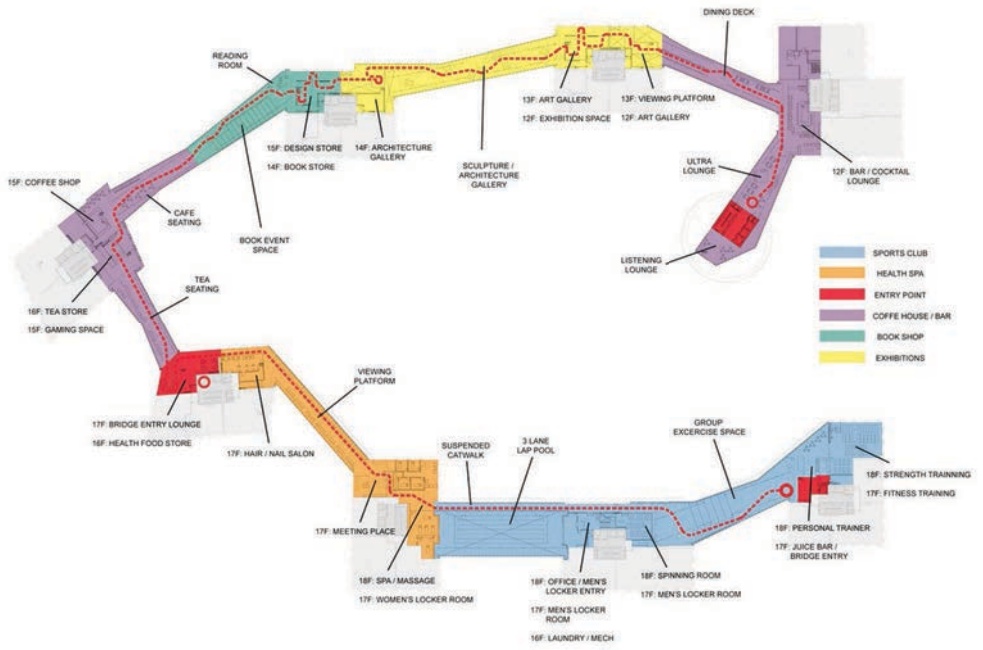 DINING DECK
READING
ROOM
13F: ART GALLERY
12F: EXHIBITION SPACE
13F: VIEWING PLATFORM
12F: ART GALLERY
15F: DESIGN STORE
14F: BOOK STORE
14F: ARCHITECTURE
GALLERY
SCULPTURE /
ARCHITECTURE
GALLERY
ULTRA
LOUNGE
12F: BAR / COCKTAIL
LOUNGE
15F: COFFEE SHOP
CAFE
SEATING
BOOK EVENT
SPACE
LISTENING
LOUNGE
TEA
SEATING
16F: TEA STORE
15F: GAMING SPACE
SPORTS CLUB
HEALTH SPA
ENTRY POINT
COFFE HOUSE / BAR
BOOK SHOP
EXHIBITIONS
VIEWING
PLATFORM
17F: BRIDGE ENTRY LOUNGE
16F: HEALTH FOOD STORE
17F: HAIR / NAIL SALON
SUSPENDED
CATWALK
3 LANE
LAP POOL
GROUP
EXCERCISE SPACE
18F: STRENGTH TRAINNING
17F: FITNESS TRAINING
17F: MEETING PLACE
18F: PERSONAL TRAINER
17F: JUICE BAR /
BRIDGE ENTRY
18F: SPA / MASSAGE
17F: WOMEN'S LOCKER ROOM
18F: OFFICE / MEN'S
LOCKER ENTRY
17F: MEN'S LOCKER
ROOM
16F: LAUNDRY / MECH
18F: SPINNING ROOM
17F: MEN'S LOCKER ROOM